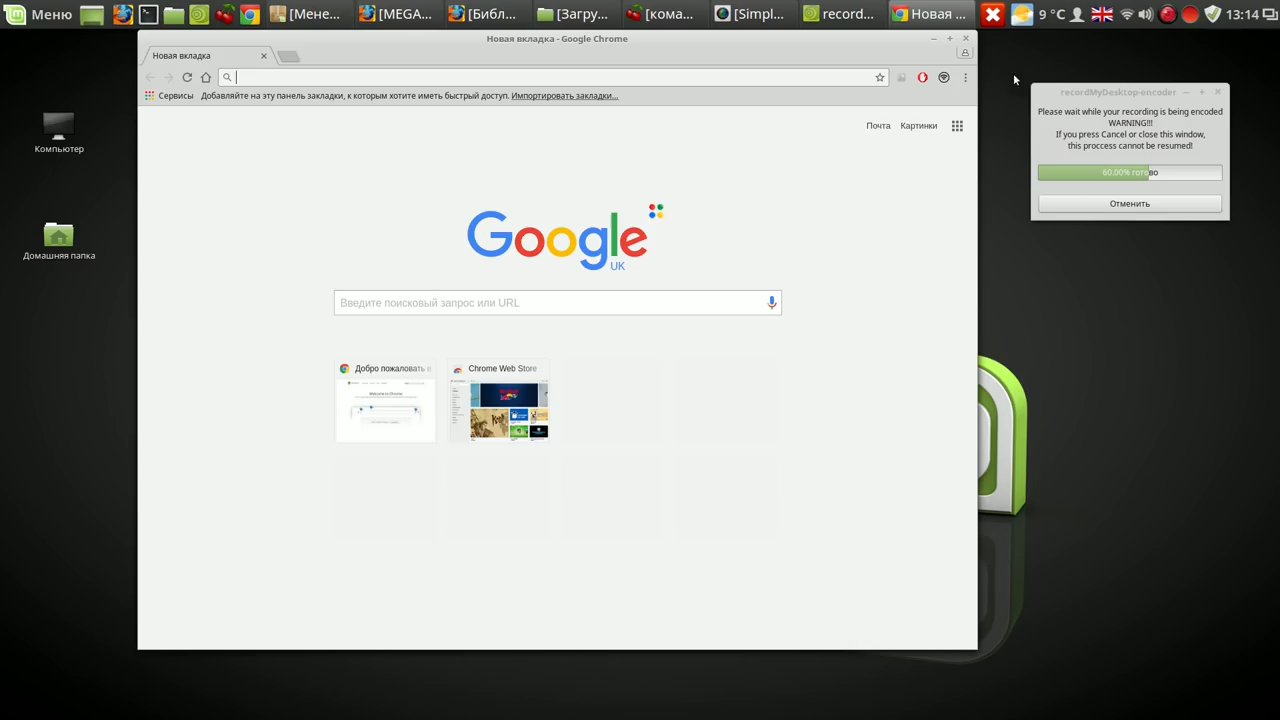 Меню
[Мене...
[MEGA...
[Библ...
[Загру...
[кома...
[Simpl...
record...
Новая ...
9 °C
13:14
Новая вкладка - Google Chrome
Новая вкладка
Сервисы
Добавляйте на эту панель закладки, к которым хотите иметь быстрый доступ. Импортировать закладки...
Почта
Картинки
Компьютер
Домашняя папка
Google
UK
Введите поисковый запрос или URL
Добро пожаловать в
Chrome Web Store
recordMyDesktop-encoder
Please wait while your recording is being encoded
WARNING!!!
If you press Cancel or close this window,
this proccess cannot be resumed!
60.00% готово
Отменить